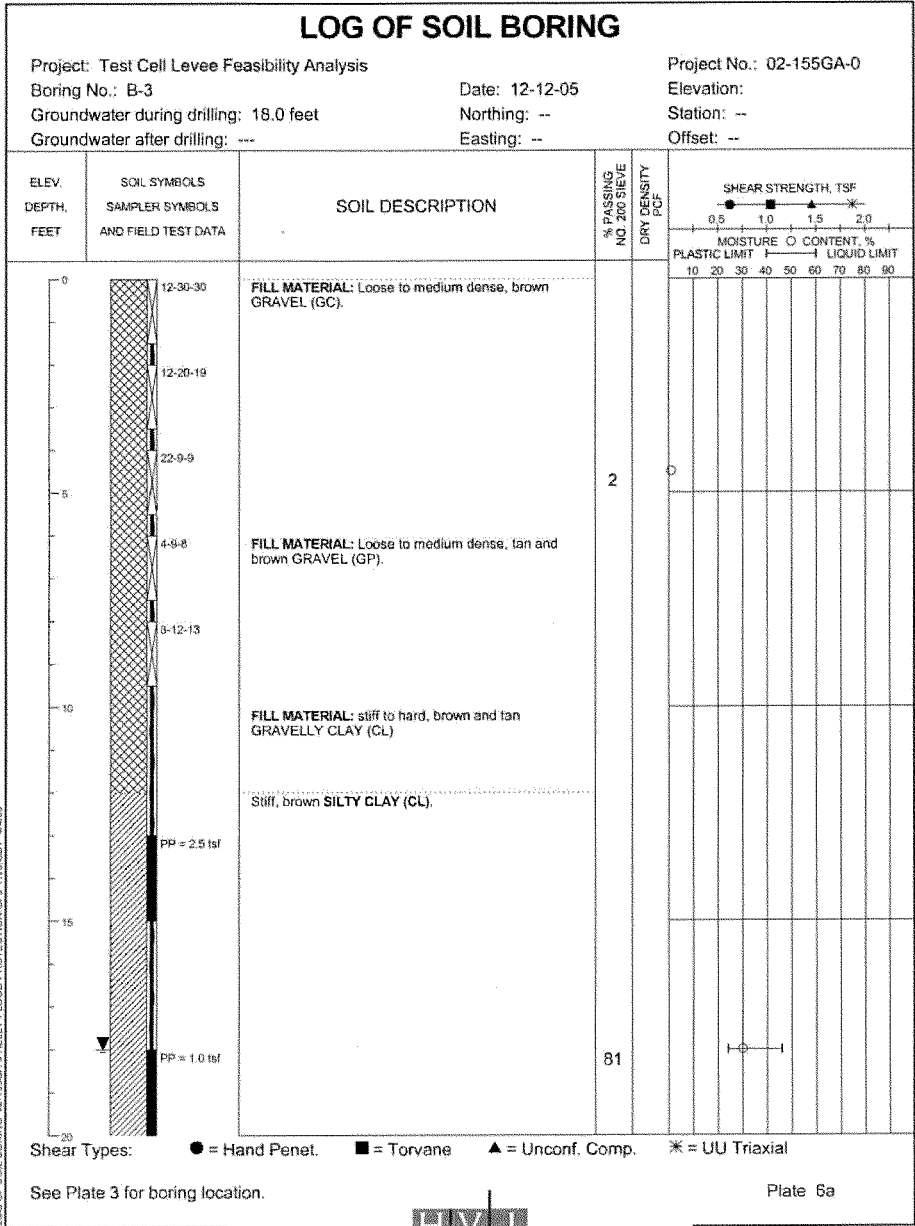 LOG OF SOIL BORING
Project: Test Cell Levee Feasibility Analysis
Project No.: 02-155GA-0
Boring No.: B-3
Date: 12-12-05
Elevation:
Groundwater during drilling: 18.0 feet
Northing: --
Station: --
Groundwater after drilling: ---
Easting: --
Offset: --
ELEV.
DEPTH,
FEET
SOIL SYMBOLS
SAMPLER SYMBOLS
AND FIELD TEST DATA
SOIL DESCRIPTION
% PASSING
NO. 200 SIEVE
DRY DENSITY
PCF
SHEAR STRENGTH, TSF
0.5 1.0 1.5 2.0
MOISTURE O CONTENT, %
PLASTIC LIMIT LIQUID LIMIT
10 20 30 40 50 60 70 80 90
0
12-30-30
FILL MATERIAL: Loose to medium dense, brown
GRAVEL (GC).
12-20-19
22-9-9
2
5
4-9-8
FILL MATERIAL: Loose to medium dense, tan and
brown GRAVEL (GP).
8-12-13
10
FILL MATERIAL: stiff to hard, brown and tan
GRAVELLY CLAY (CL)
Stiff, brown SILTY CLAY (CL).
PP = 2.5 tsf
15
PP = 1.0 tsf
81
20
Shear Types: ● = Hand Penet. ■ = Torvane ▲ = Unconf. Comp. ✳ = UU Triaxial
See Plate 3 for boring location.
Plate 6a